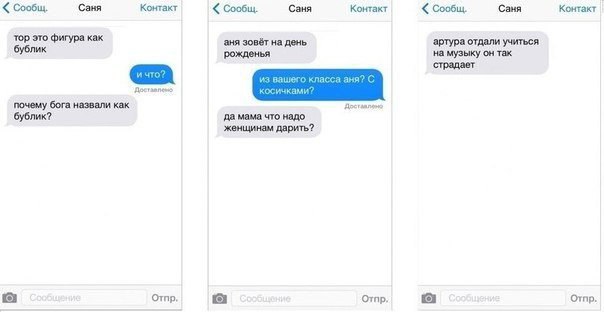 Сообщ. Саня Контакт
тор это фигура как
бублик
и что?
Доставлено
почему бога назвали как
бублик?
Сообщение Отпр.
Сообщ. Саня Контакт
аня зовёт на день
рожденья
из вашего класса аня? С
косичками?
Доставлено
да мама что надо
женщинам дарить?
Сообщение Отпр.
Сообщ. Саня Контакт
артура отдали учиться
на музыку он так
страдает
Сообщение Отпр.